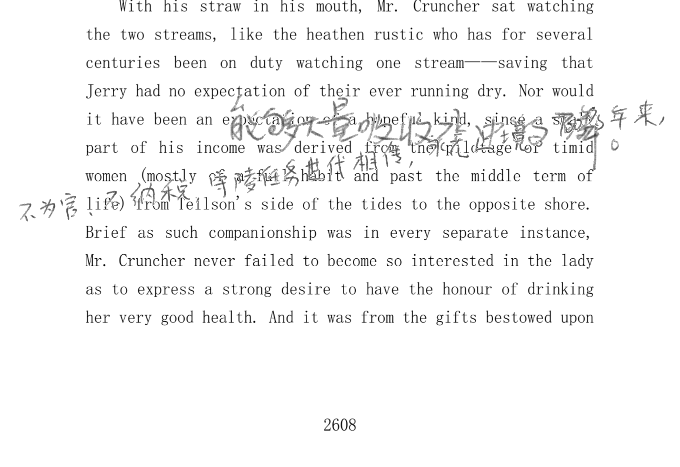 With his straw in his mouth, Mr. Cruncher sat watching
the two streams, like the heathen rustic who has for several
centuries been on duty watching one stream——saving that
Jerry had no expectation of their ever running dry. Nor would
it have been an expectation of a hopeful kind, since a small
part of his income was derived from the pilotage of timid
women (mostly of a full habit and past the middle term of
life) from Tellson's side of the tides to the opposite shore.
Brief as such companionship was in every separate instance,
Mr. Cruncher never failed to become so interested in the lady
as to express a strong desire to have the honour of drinking
her very good health. And it was from the gifts bestowed upon
能够大量吸收
年来,
不为官、不纳税
等 任务世代相传,
2608